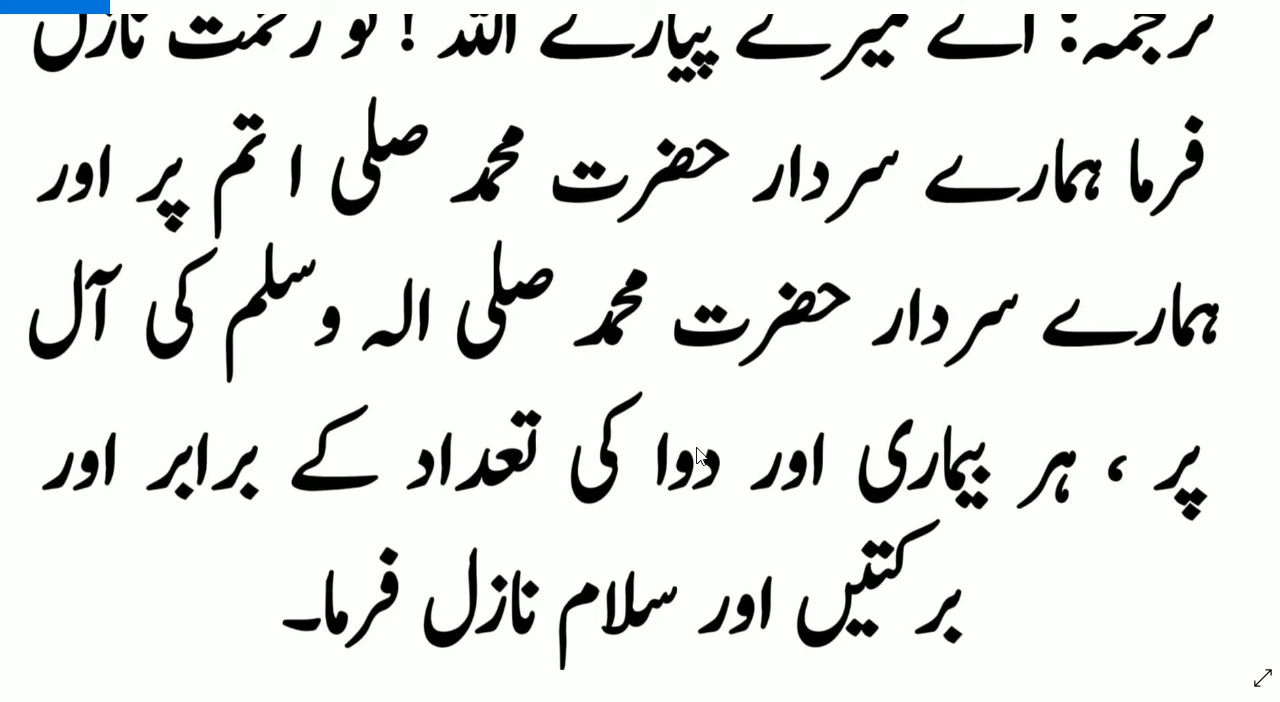 ترجمہ: اے میرے پیارے اللہ ! تو رحمت نازل
فرما ہمارے سردار حضرت محمد صلی ا تم پر اور
ہمارے سردار حضرت محمد صلی الہ وسلم کی آل
پر ، ہر بیماری اور دوا کی تعداد کے برابر اور
برکتیں اور سلام نازل فرما۔